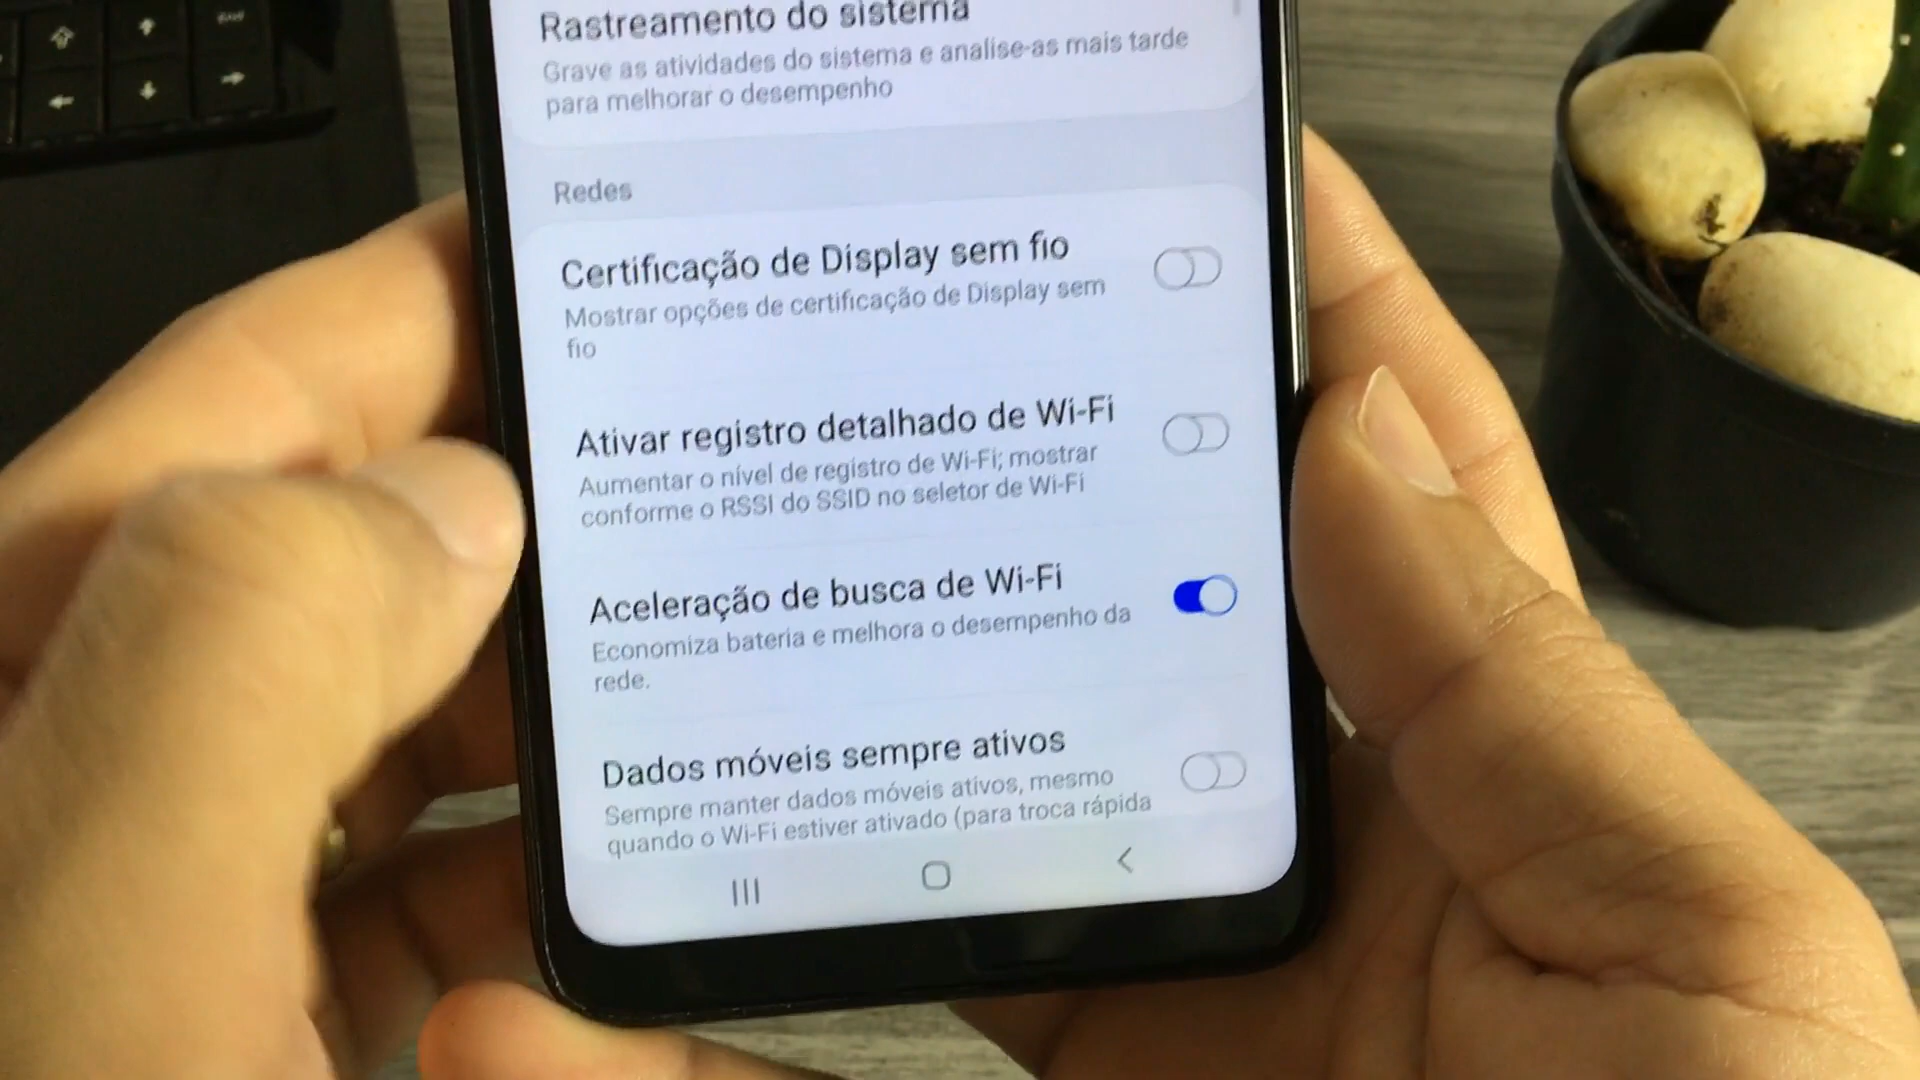 Rastreamento do sistema
Grave as atividades do sistema e analise-as mais tarde
para melhorar o desempenho
Redes
Certificação de Display sem fio
Mostrar opções de certificação de Display sem
fio
Ativar registro detalhado de Wi-Fi
Aumentar o nível de registro de Wi-Fi; mostrar
conforme o RSSI do SSID no seletor de Wi-Fi
Aceleração de busca de Wi-Fi
Economiza bateria e melhora o desempenho da
rede.
Dados móveis sempre ativos
Sempre manter dados móveis ativos, mesmo
quando o Wi-Fi estiver ativado (para troca rápida